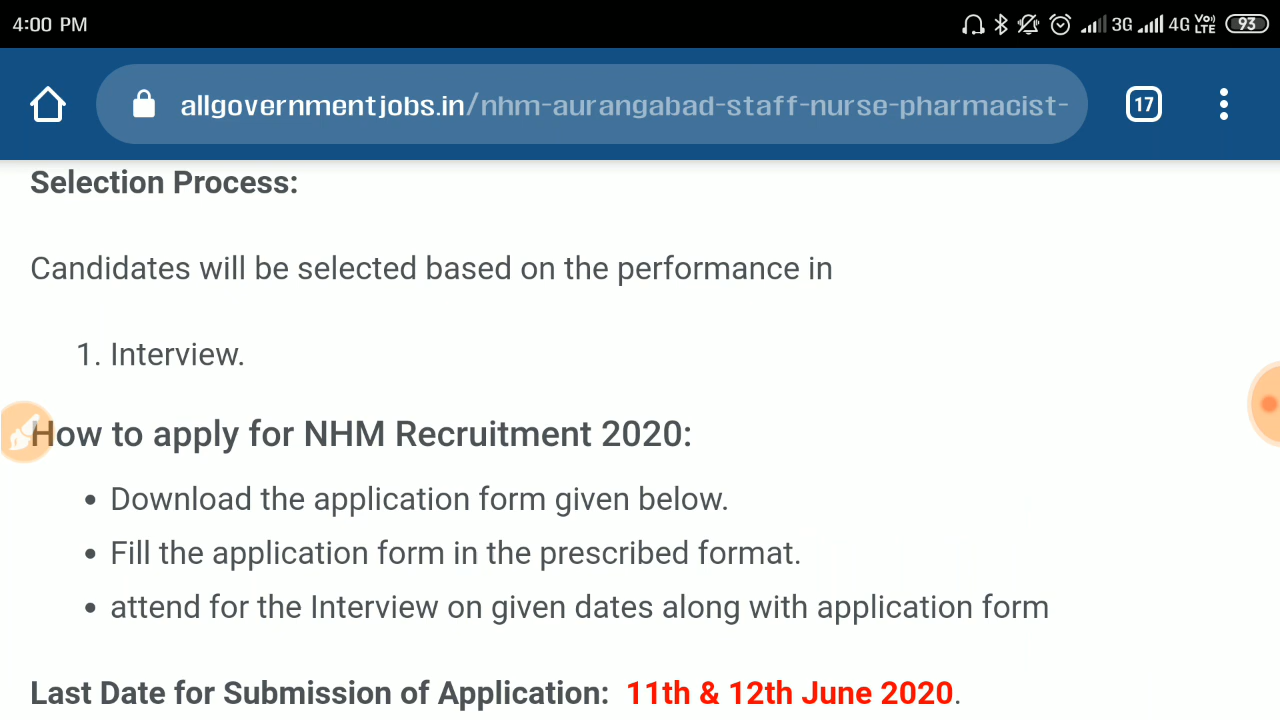 4:00 PM 3G 4G Vo) LTE 93
allgovernmentjobs.in/nhm-aurangabad-staff-nurse-pharmacist- 17
Selection Process:
Candidates will be selected based on the performance in
1. Interview.
How to apply for NHM Recruitment 2020:
• Download the application form given below.
• Fill the application form in the prescribed format.
• attend for the Interview on given dates along with application form
Last Date for Submission of Application: 11th & 12th June 2020.